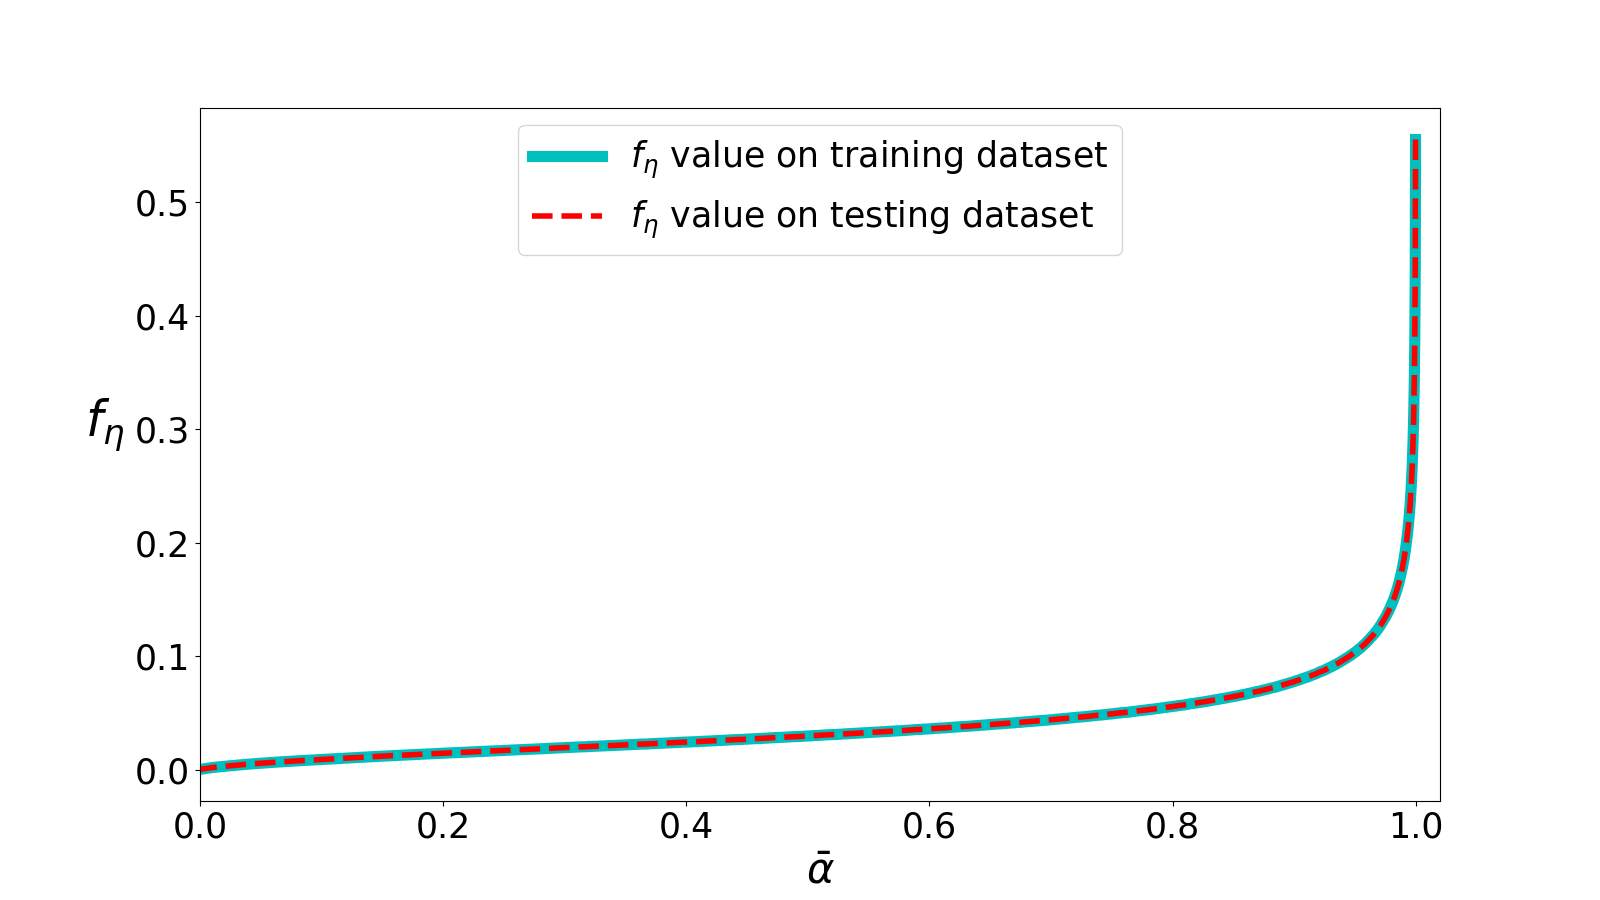 f_η value on training dataset
f_η value on testing dataset
0.5
0.4
f_η 0.3
0.2
0.1
0.0
0.0 0.2 0.4 0.6 0.8 1.0
ᾱ